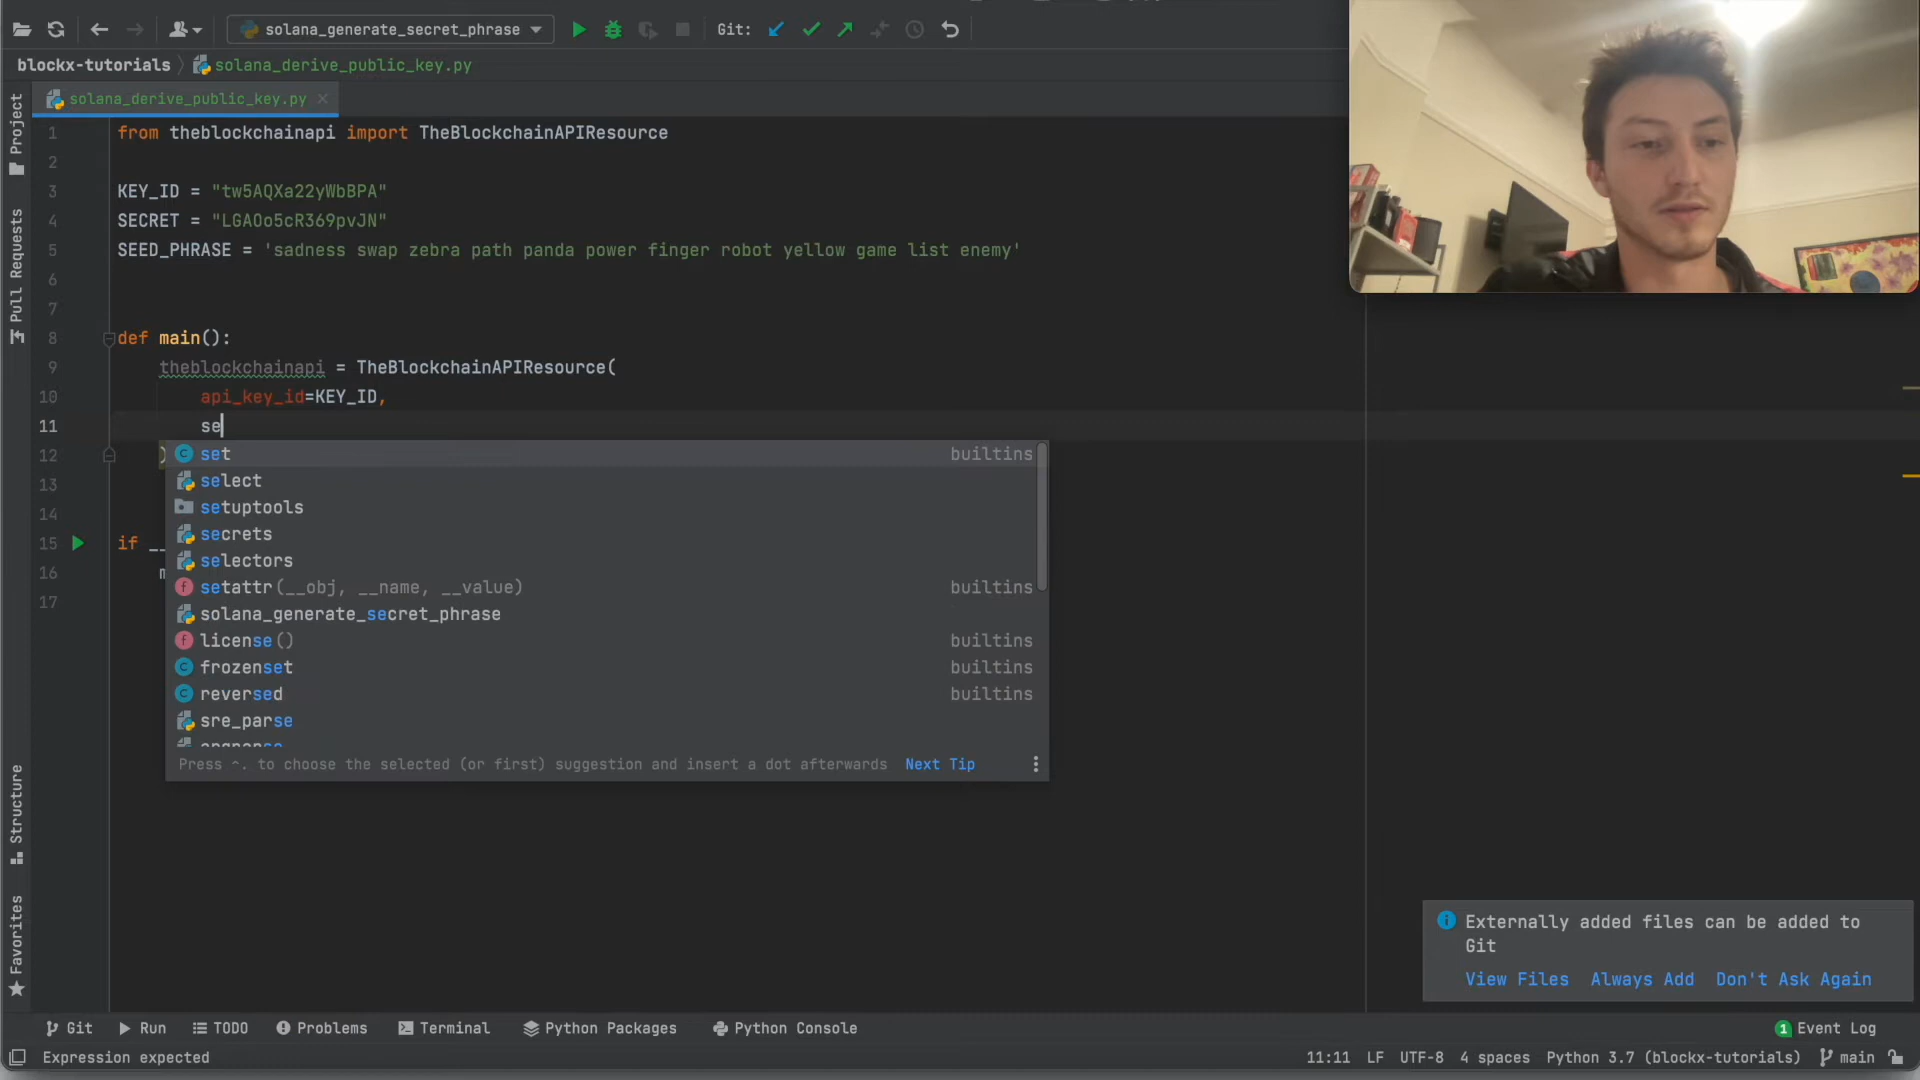 solana_generate_secret_phrase
Git:
blockx-tutorials
solana_derive_public_key.py
solana_derive_public_key.py
Project
Pull Requests
Structure
Favorites
1 from theblockchainapi import TheBlockchainAPIResource
2
3 KEY_ID = "tw5AQXa22yWbBPA"
4 SECRET = "LGAOo5cR369pvJN"
5 SEED_PHRASE = 'sadness swap zebra path panda power finger robot yellow game list enemy'
6
7
8 def main():
9 theblockchainapi = TheBlockchainAPIResource(
10 api_key_id=KEY_ID,
11 se
12 )
13
14
15 if __
16
17
set builtins
select
setuptools
secrets
selectors
setattr(__obj, __name, __value) builtins
solana_generate_secret_phrase
license() builtins
frozenset builtins
reversed builtins
sre_parse
Press ^. to choose the selected (or first) suggestion and insert a dot afterwards Next Tip
Externally added files can be added to
Git
View Files Always Add Don't Ask Again
Git Run TODO Problems Terminal Python Packages Python Console
1 Event Log
Expression expected
11:11 LF UTF-8 4 spaces Python 3.7 (blockx-tutorials) main